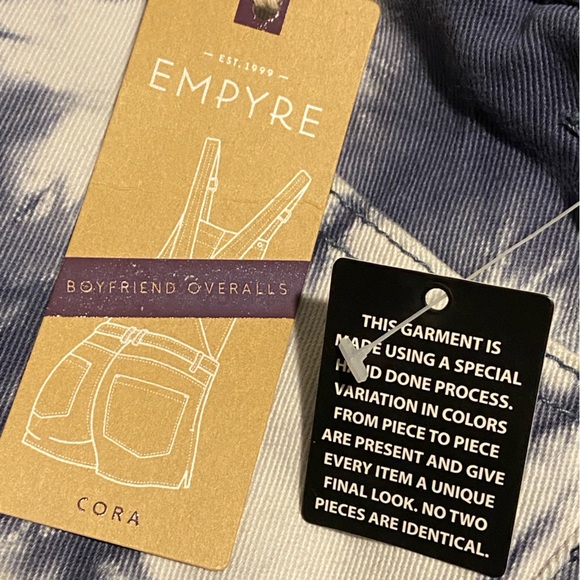 EST. 1999
EMPYRE
BOYFRIEND OVERALLS
CORA
THIS GARMENT IS
MADE USING A SPECIAL
HAND DONE PROCESS.
VARIATION IN COLORS
FROM PIECE TO PIECE
ARE PRESENT AND GIVE
EVERY ITEM A UNIQUE
FINAL LOOK. NO TWO
PIECES ARE IDENTICAL.